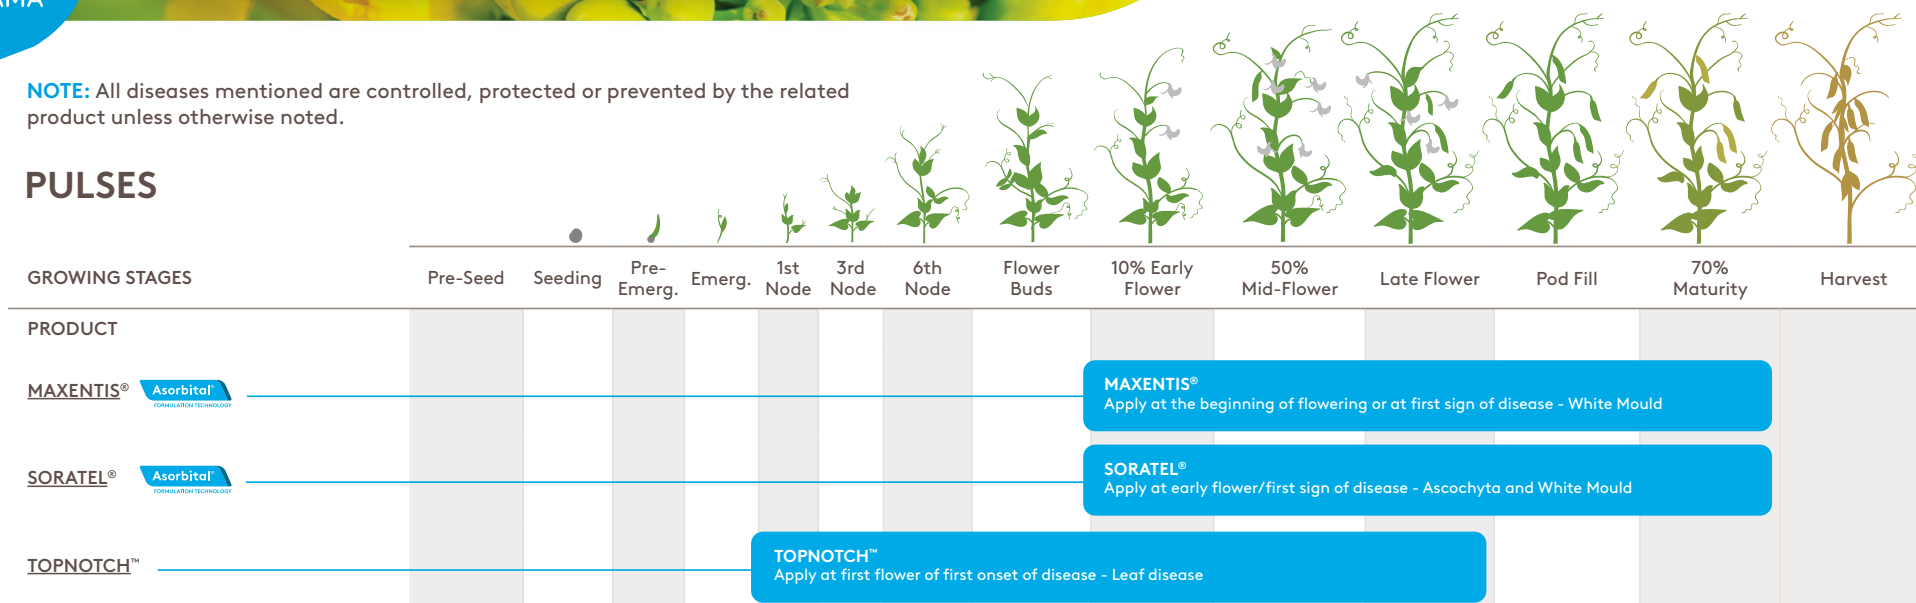 NOTE: All diseases mentioned are controlled, protected or prevented by the related
product unless otherwise noted.
PULSES
GROWING STAGES
Pre-Seed
Seeding
Pre-
Emerg.
Emerg.
1st
Node
3rd
Node
6th
Node
Flower
Buds
10% Early
Flower
50%
Mid-Flower
Late Flower
Pod Fill
70%
Maturity
Harvest
PRODUCT
MAXENTIS®
Asorbital®
FORMULATION TECHNOLOGY
MAXENTIS®
Apply at the beginning of flowering or at first sign of disease - White Mould
SORATEL®
Asorbital®
FORMULATION TECHNOLOGY
SORATEL®
Apply at early flower/first sign of disease - Ascochyta and White Mould
TOPNOTCH™
TOPNOTCH™
Apply at first flower of first onset of disease - Leaf disease